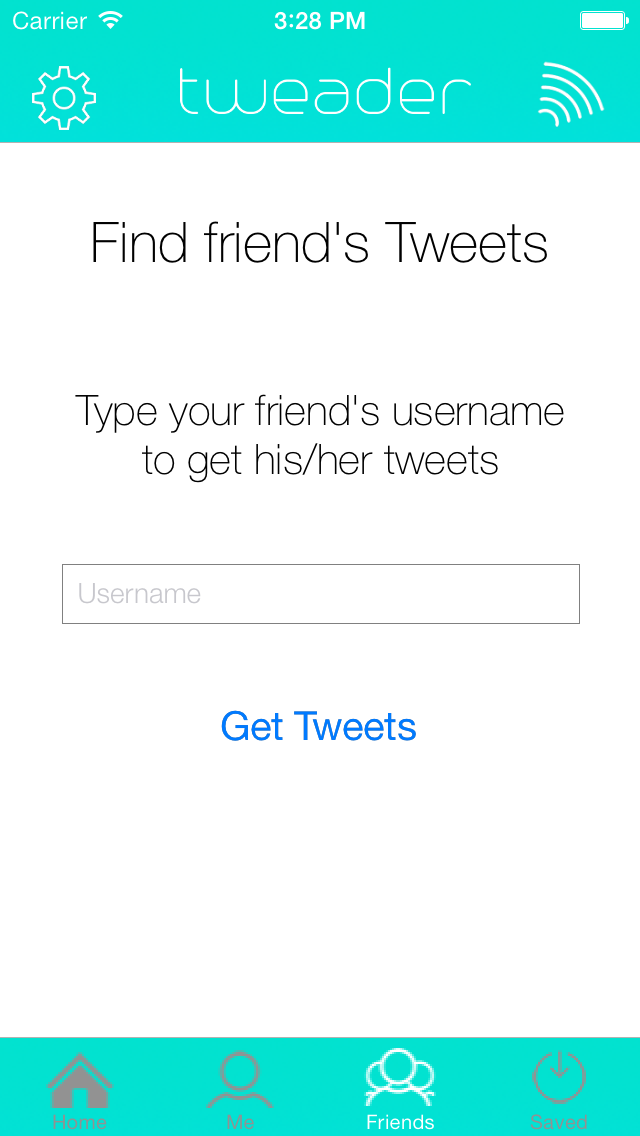 Carrier 3:28 PM
tweader
Find friend's Tweets
Type your friend's username
to get his/her tweets
Username
Get Tweets
Home Me Friends Saved